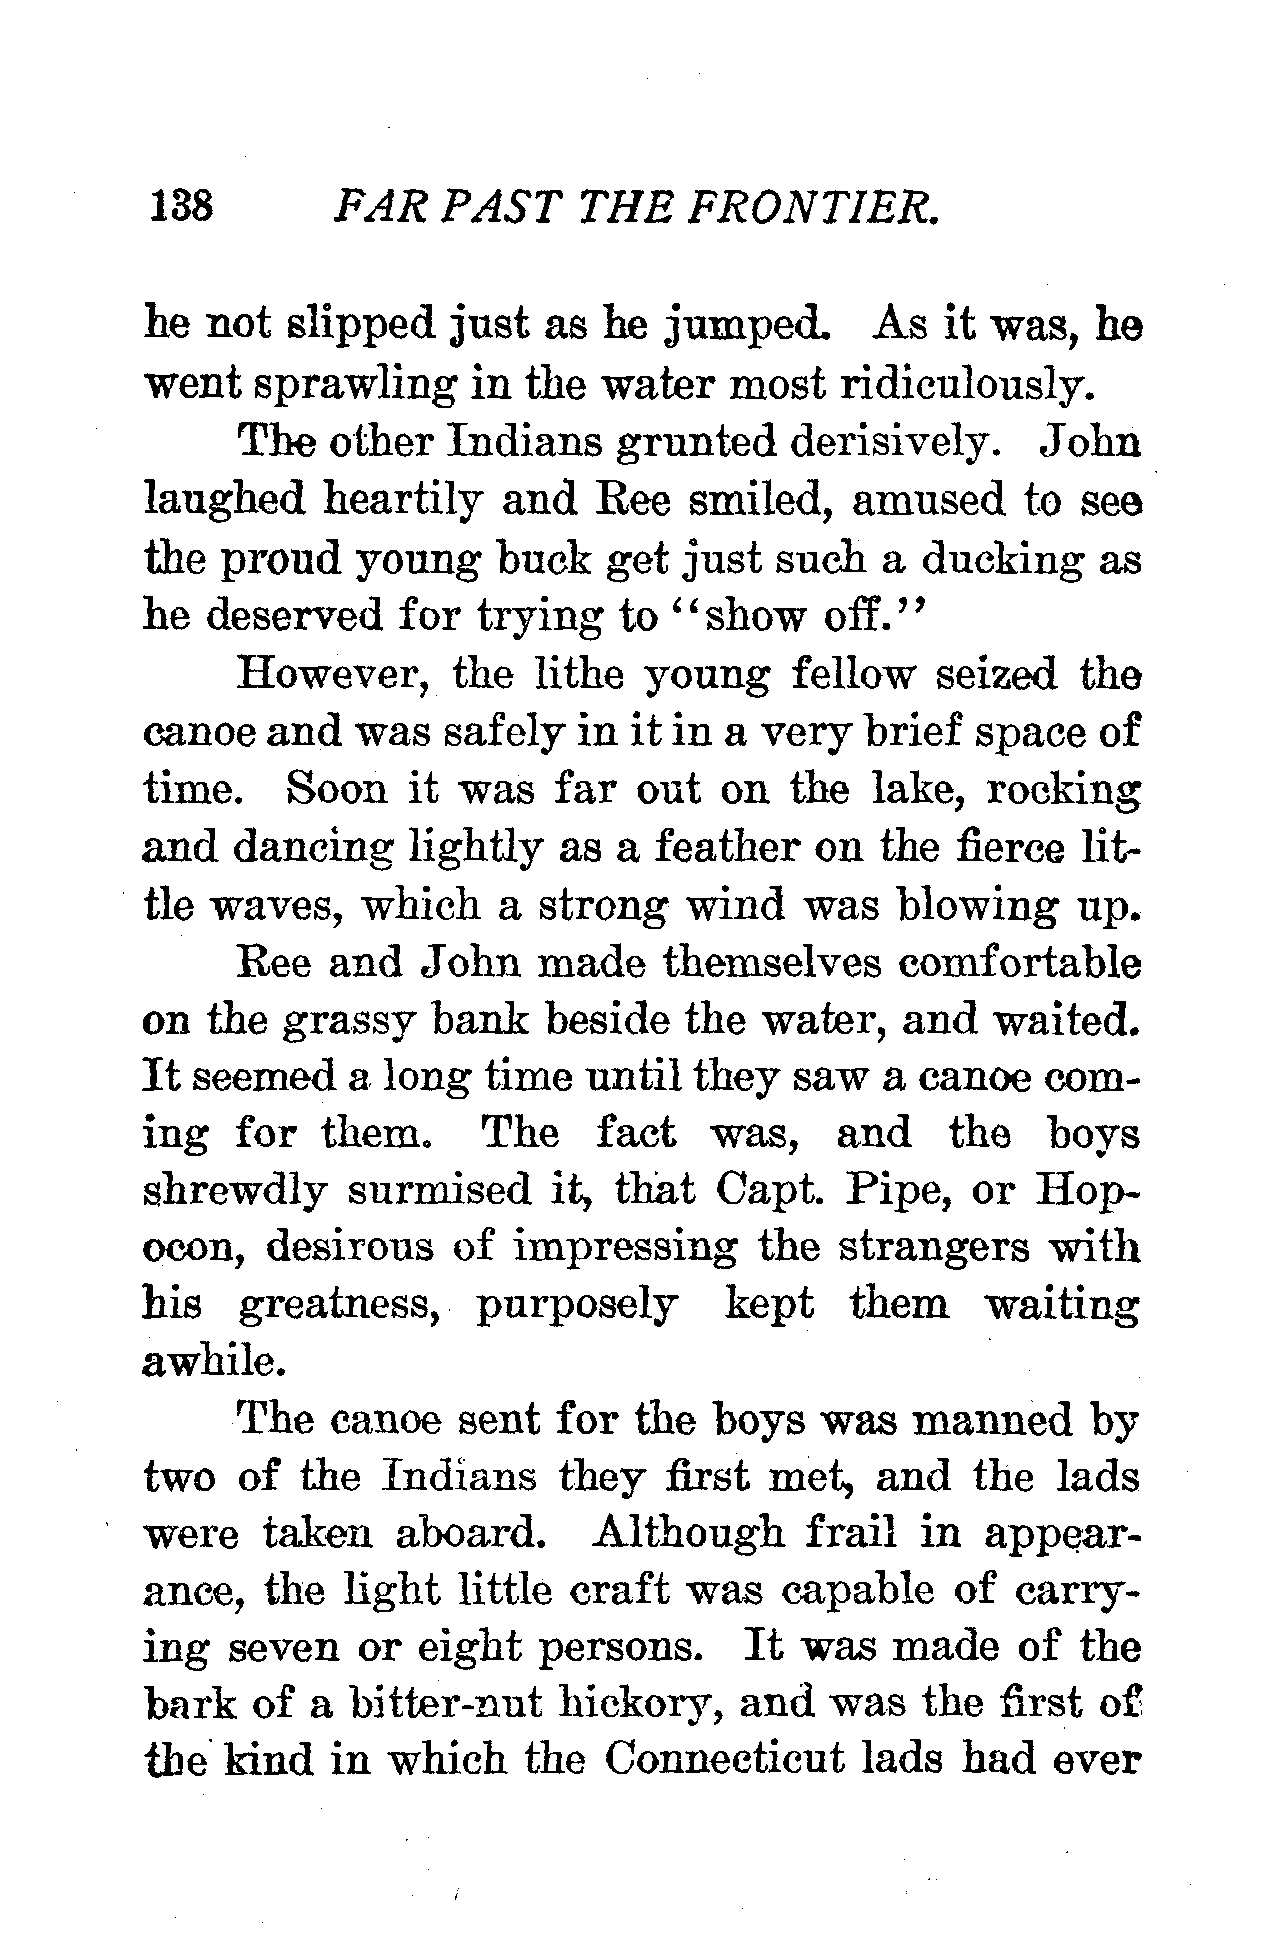 138 FAR PAST THE FRONTIER.
he not slipped just as he jumped. As it was, he
went sprawling in the water most ridiculously.
The other Indians grunted derisively. John
laughed heartily and Ree smiled, amused to see
the proud young buck get just such a ducking as
he deserved for trying to "show off."
However, the lithe young fellow seized the
canoe and was safely in it in a very brief space of
time. Soon it was far out on the lake, rocking
and dancing lightly as a feather on the fierce lit-
tle waves, which a strong wind was blowing up.
Ree and John made themselves comfortable
on the grassy bank beside the water, and waited.
It seemed a long time until they saw a canoe com-
ing for them. The fact was, and the boys
shrewdly surmised it, that Capt. Pipe, or Hop-
ocon, desirous of impressing the strangers with
his greatness, purposely kept them waiting
awhile.
The canoe sent for the boys was manned by
two of the Indians they first met, and the lads
were taken aboard. Although frail in appear-
ance, the light little craft was capable of carry-
ing seven or eight persons. It was made of the
bark of a bitter-nut hickory, and was the first of
the kind in which the Connecticut lads had ever